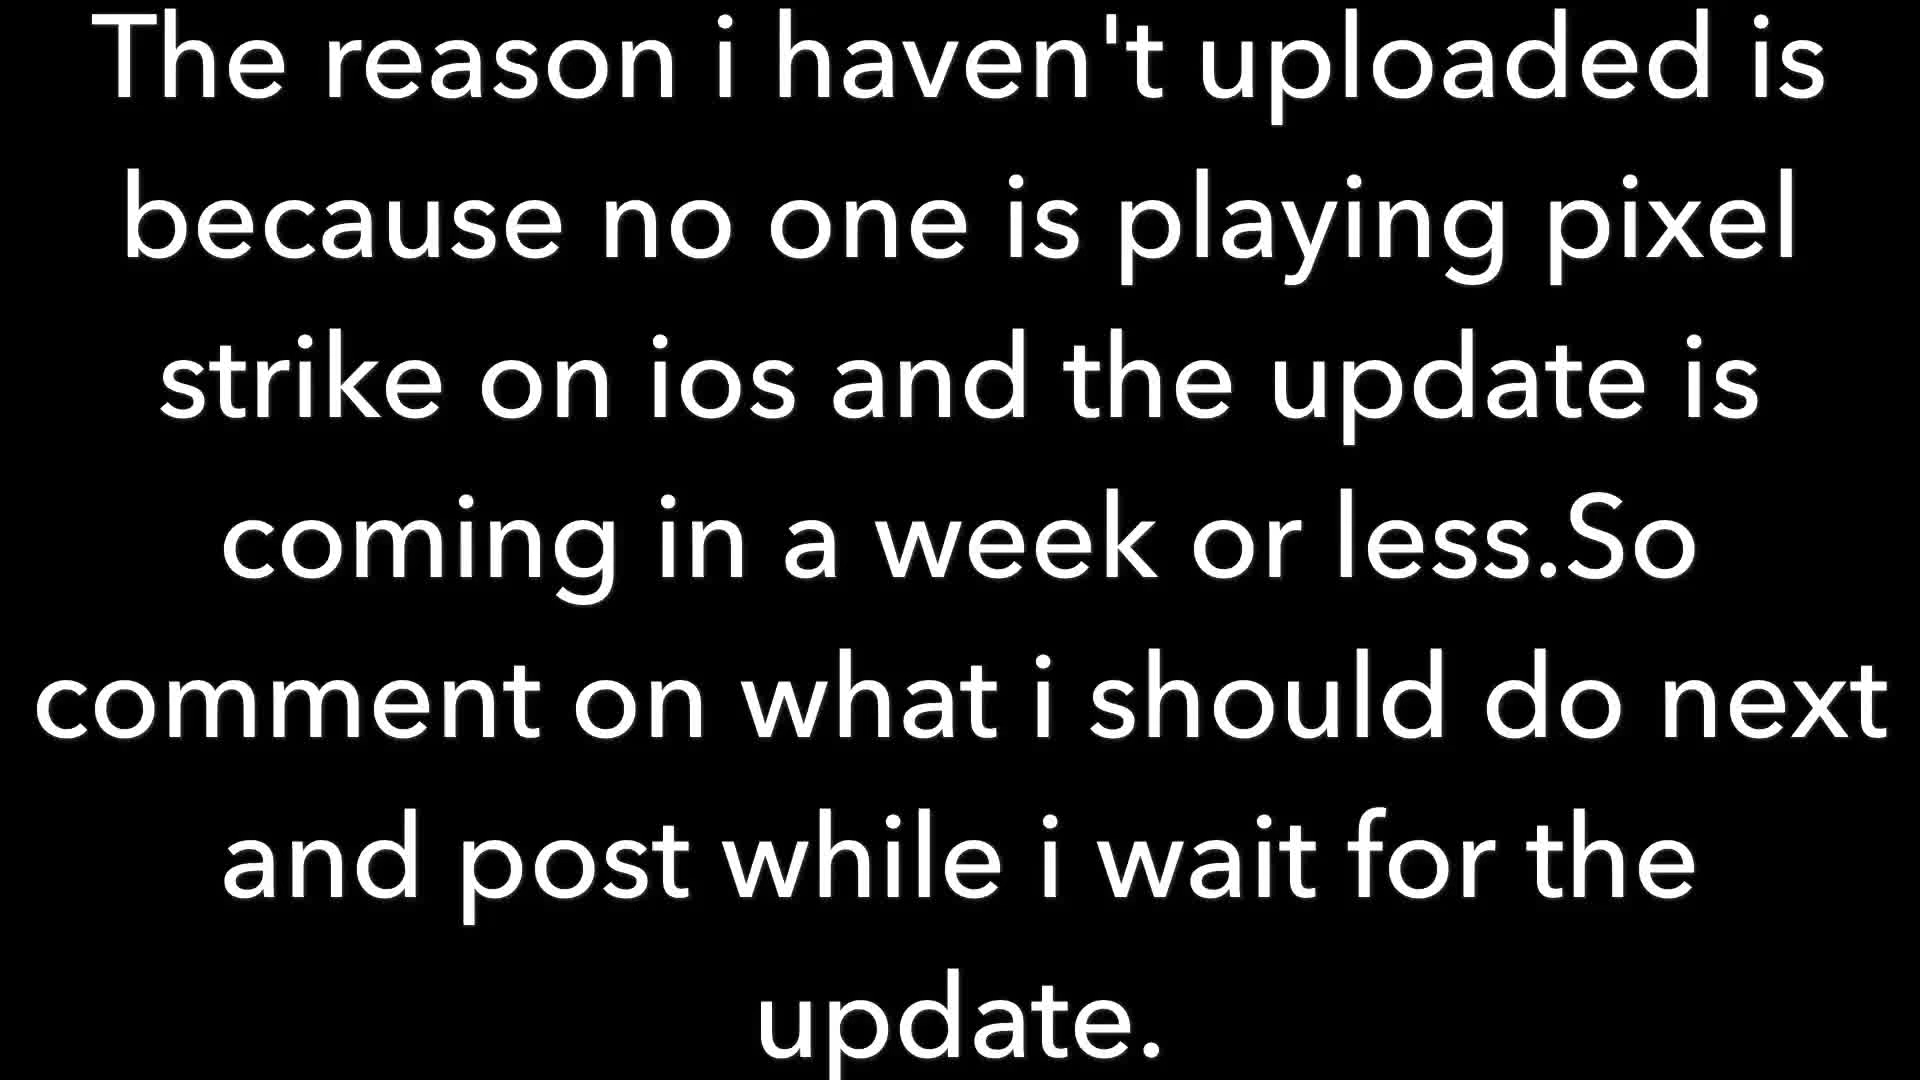 The reason i haven't uploaded is
because no one is playing pixel
strike on ios and the update is
coming in a week or less.So
comment on what i should do next
and post while i wait for the
update.